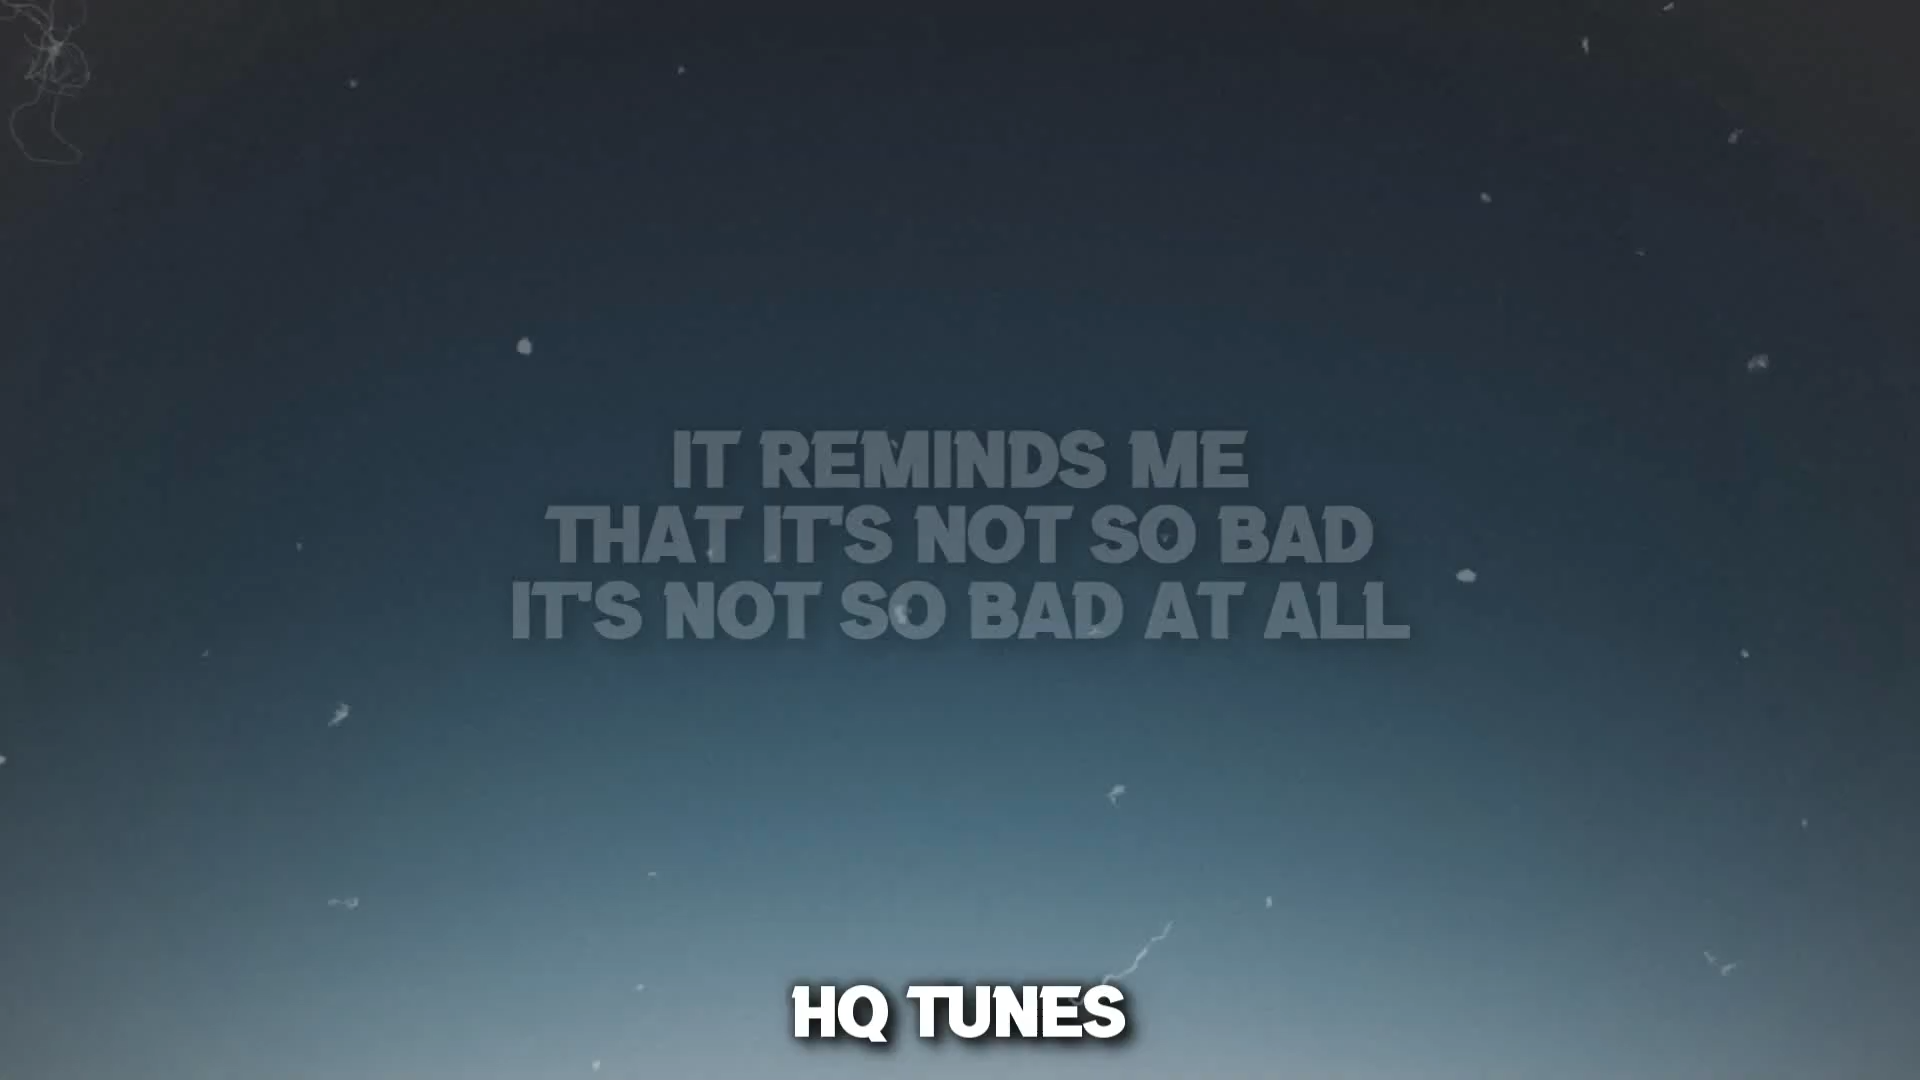 IT REMINDS ME
THAT IT'S NOT SO BAD
IT'S NOT SO BAD AT ALL
HQ TUNES